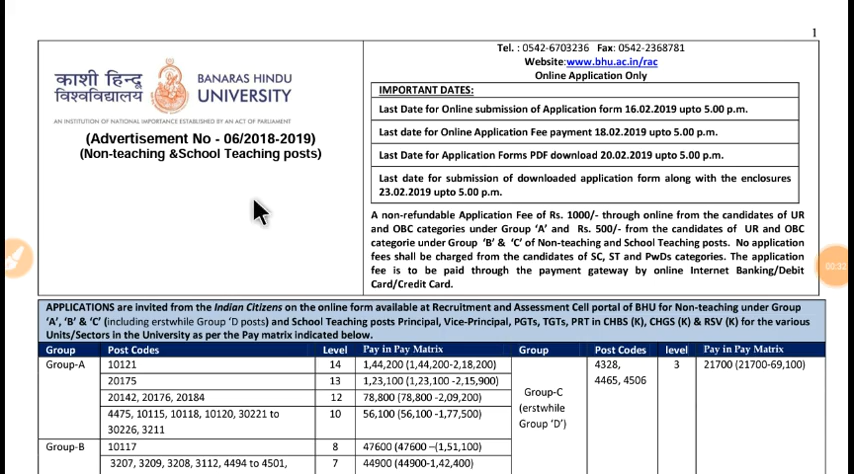 1
काशी हिन्दू
विश्वविद्यालय
BANARAS HINDU
UNIVERSITY
AN INSTITUTION OF NATIONAL IMPORTANCE ESTABLISHED BY AN ACT OF PARLIAMENT
(Advertisement No - 06/2018-2019)
(Non-teaching &School Teaching posts)
Tel. : 0542-6703236 Fax: 0542-2368781
Website:www.bhu.ac.in/rac
Online Application Only
IMPORTANT DATES:
Last Date for Online submission of Application form 16.02.2019 upto 5.00 p.m.
Last date for Online Application Fee payment 18.02.2019 upto 5.00 p.m.
Last Date for Application Forms PDF download 20.02.2019 upto 5.00 p.m.
Last date for submission of downloaded application form along with the enclosures
23.02.2019 upto 5.00 p.m.
A non-refundable Application Fee of Rs. 1000/- through online from the candidates of UR
and OBC categories under Group 'A' and Rs. 500/- from the candidates of UR and OBC
categorie under Group 'B' & 'C' of Non-teaching and School Teaching posts. No application
fees shall be charged from the candidates of SC, ST and PwDs categories. The application
fee is to be paid through the payment gateway by online Internet Banking/Debit
Card/Credit Card.
00:32
APPLICATIONS are invited from the Indian Citizens on the online form available at Recruitment and Assessment Cell portal of BHU for Non-teaching under Group
'A', 'B' & 'C' (including erstwhile Group 'D posts) and School Teaching posts Principal, Vice-Principal, PGTs, TGTs, PRT in CHBS (K), CHGS (K) & RSV (K) for the various
Units/Sectors in the University as per the Pay matrix indicated below.
Group Post Codes Level Pay in Pay Matrix Group Post Codes level Pay in Pay Matrix
Group-A 10121 14 1,44,200 (1,44,200 -2,18,200) 4328, 3 21700 (21700-69,100)
20175 13 1,23,100 (1,23,100 -2,15,900) 4465, 4506
20142, 20176, 20184 12 78,800 (78,800 -2,09,200) Group-C
4475, 10115, 10118, 10120, 30221 to 10 56,100 (56,100 -1,77,500) (erstwhile
30226, 3211 Group 'D')
Group-B 10117 8 47600 (47600 –(1,51,100)
3207, 3209, 3208, 3112, 4494 to 4501, 7 44900 (44900-1,42,400)